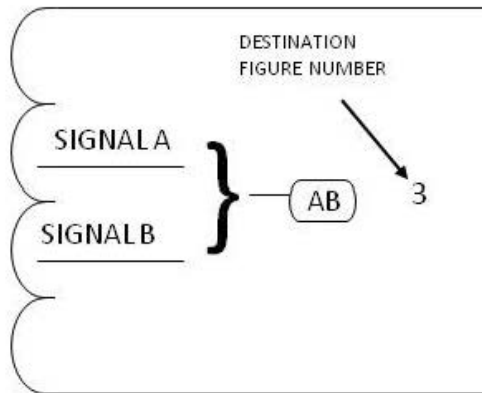 DESTINATION
FIGURE NUMBER
SIGNAL A
AB
3
SIGNAL B